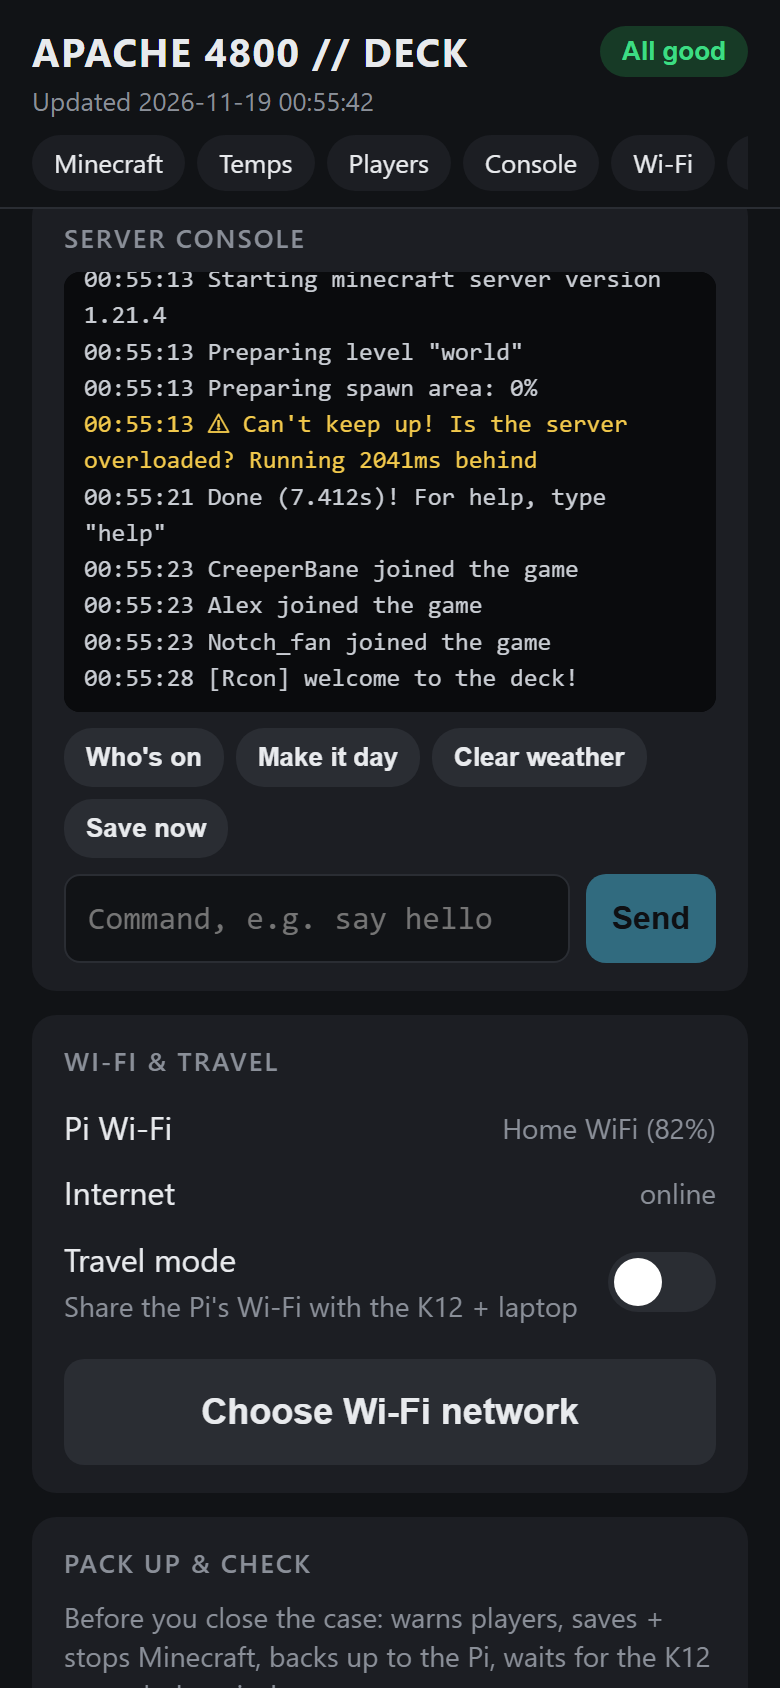 APACHE 4800 // DECK
All good
Updated 2026-11-19 00:55:42
Minecraft
Temps
Players
Console
Wi-Fi
SERVER CONSOLE
00:55:13 Starting minecraft server version
1.21.4
00:55:13 Preparing level "world"
00:55:13 Preparing spawn area: 0%
00:55:13 ⚠ Can't keep up! Is the server
overloaded? Running 2041ms behind
00:55:21 Done (7.412s)! For help, type
"help"
00:55:23 CreeperBane joined the game
00:55:23 Alex joined the game
00:55:23 Notch_fan joined the game
00:55:28 [Rcon] welcome to the deck!
Who's on
Make it day
Clear weather
Save now
Command, e.g. say hello
Send
WI-FI & TRAVEL
Pi Wi-Fi
Home WiFi (82%)
Internet
online
Travel mode
Share the Pi's Wi-Fi with the K12 + laptop
Choose Wi-Fi network
PACK UP & CHECK
Before you close the case: warns players, saves +
stops Minecraft, backs up to the Pi, waits for the K12